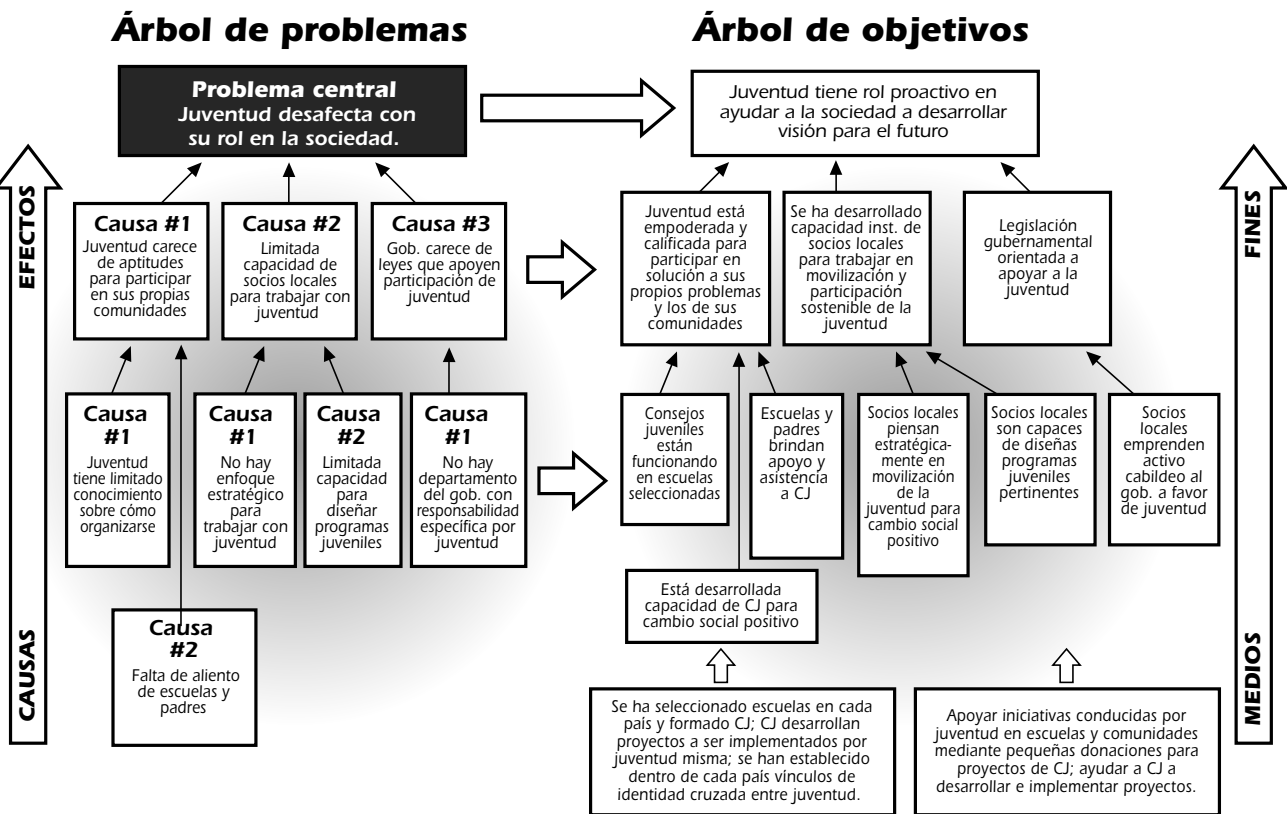 Árbol de problemas
Árbol de objetivos
Problema central
Juventud desafecta con
su rol en la sociedad.
Juventud tiene rol proactivo en
ayudar a la sociedad a desarrollar
visión para el futuro
EFECTOS
CAUSAS
Causa #1
Juventud carece
de aptitudes
para participar
en sus propias
comunidades
Causa #2
Limitada
capacidad de
socios locales
para trabajar con
juventud
Causa #3
Gob. carece de
leyes que apoyen
participación de
juventud
Juventud está
empoderada y
calificada para
participar en
solución a sus
propios problemas
y los de sus
comunidades
Se ha desarrollado
capacidad inst. de
socios locales
para trabajar en
movilización y
participación
sostenible de la
juventud
Legislación
gubernamental
orientada a
apoyar a la
juventud
FINES
MEDIOS
Causa
#1
Juventud
tiene limitado
conocimiento
sobre cómo
organizarse
Causa
#1
No hay
enfoque
estratégico
para
trabajar con
juventud
Causa
#2
Limitada
capacidad
para
diseñar
programas
juveniles
Causa
#1
No hay
departamento
del gob. con
responsabilidad
específica por
juventud
Consejos
juveniles
están
funcionando
en escuelas
seleccionadas
Escuelas y
padres
brindan
apoyo y
asistencia
a CJ
Socios locales
piensan
estratégica-
mente en
movilización
de la
juventud para
cambio social
positivo
Socios locales
son capaces
de diseñas
programas
juveniles
pertinentes
Socios
locales
emprenden
activo
cabildeo al
gob. a favor
de juventud
Causa
#2
Falta de aliento
de escuelas y
padres
Está desarrollada
capacidad de CJ para
cambio social positivo
Se ha seleccionado escuelas en cada
país y formado CJ; CJ desarrollan
proyectos a ser implementados por
juventud misma; se han establecido
dentro de cada país vínculos de
identidad cruzada entre juventud.
Apoyar iniciativas conducidas por
juventud en escuelas y comunidades
mediante pequeñas donaciones para
proyectos de CJ; ayudar a CJ a
desarrollar e implementar proyectos.